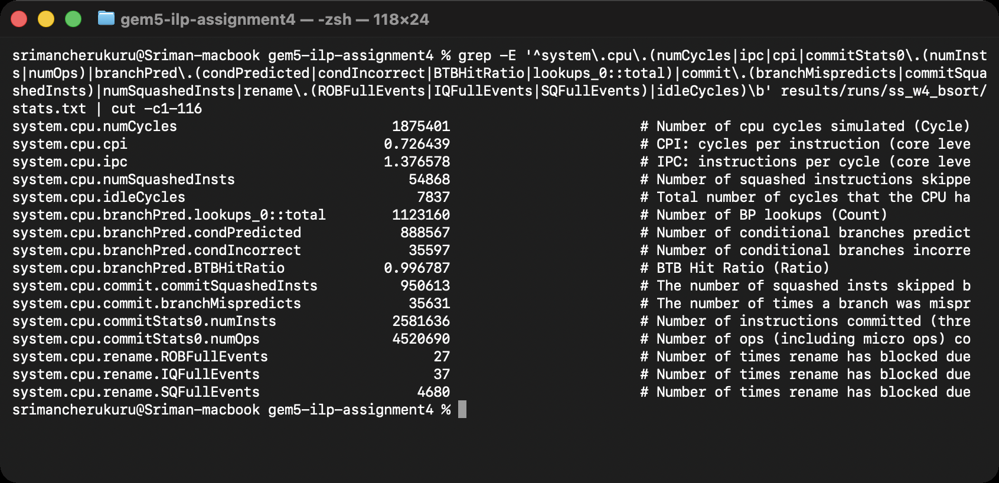 gem5-ilp-assignment4 — -zsh — 118×24
srimancherukuru@Sriman-macbook gem5-ilp-assignment4 % grep -E '^system\.cpu\.(numCycles|ipc|cpi|commitStats0\.(numInst
s|numOps)|branchPred\.(condPredicted|condIncorrect|BTBHitRatio|lookups_0::total)|commit\.(branchMispredicts|commitSqua
shedInsts)|numSquashedInsts|rename\.(ROBFullEvents|IQFullEvents|SQFullEvents)|idleCycles)\b' results/runs/ss_w4_bsort/
stats.txt | cut -c1-116
system.cpu.numCycles                          1875401                       # Number of cpu cycles simulated (Cycle)
system.cpu.cpi                               0.726439                       # CPI: cycles per instruction (core leve
system.cpu.ipc                               1.376578                       # IPC: instructions per cycle (core leve
system.cpu.numSquashedInsts                     54868                       # Number of squashed instructions skippe
system.cpu.idleCycles                            7837                       # Total number of cycles that the CPU ha
system.cpu.branchPred.lookups_0::total        1123160                       # Number of BP lookups (Count)
system.cpu.branchPred.condPredicted            888567                       # Number of conditional branches predict
system.cpu.branchPred.condIncorrect             35597                       # Number of conditional branches incorre
system.cpu.branchPred.BTBHitRatio            0.996787                       # BTB Hit Ratio (Ratio)
system.cpu.commit.commitSquashedInsts          950613                       # The number of squashed insts skipped b
system.cpu.commit.branchMispredicts             35631                       # The number of times a branch was mispr
system.cpu.commitStats0.numInsts              2581636                       # Number of instructions committed (thre
system.cpu.commitStats0.numOps                4520690                       # Number of ops (including micro ops) co
system.cpu.rename.ROBFullEvents                    27                       # Number of times rename has blocked due
system.cpu.rename.IQFullEvents                     37                       # Number of times rename has blocked due
system.cpu.rename.SQFullEvents                   4680                       # Number of times rename has blocked due
srimancherukuru@Sriman-macbook gem5-ilp-assignment4 %